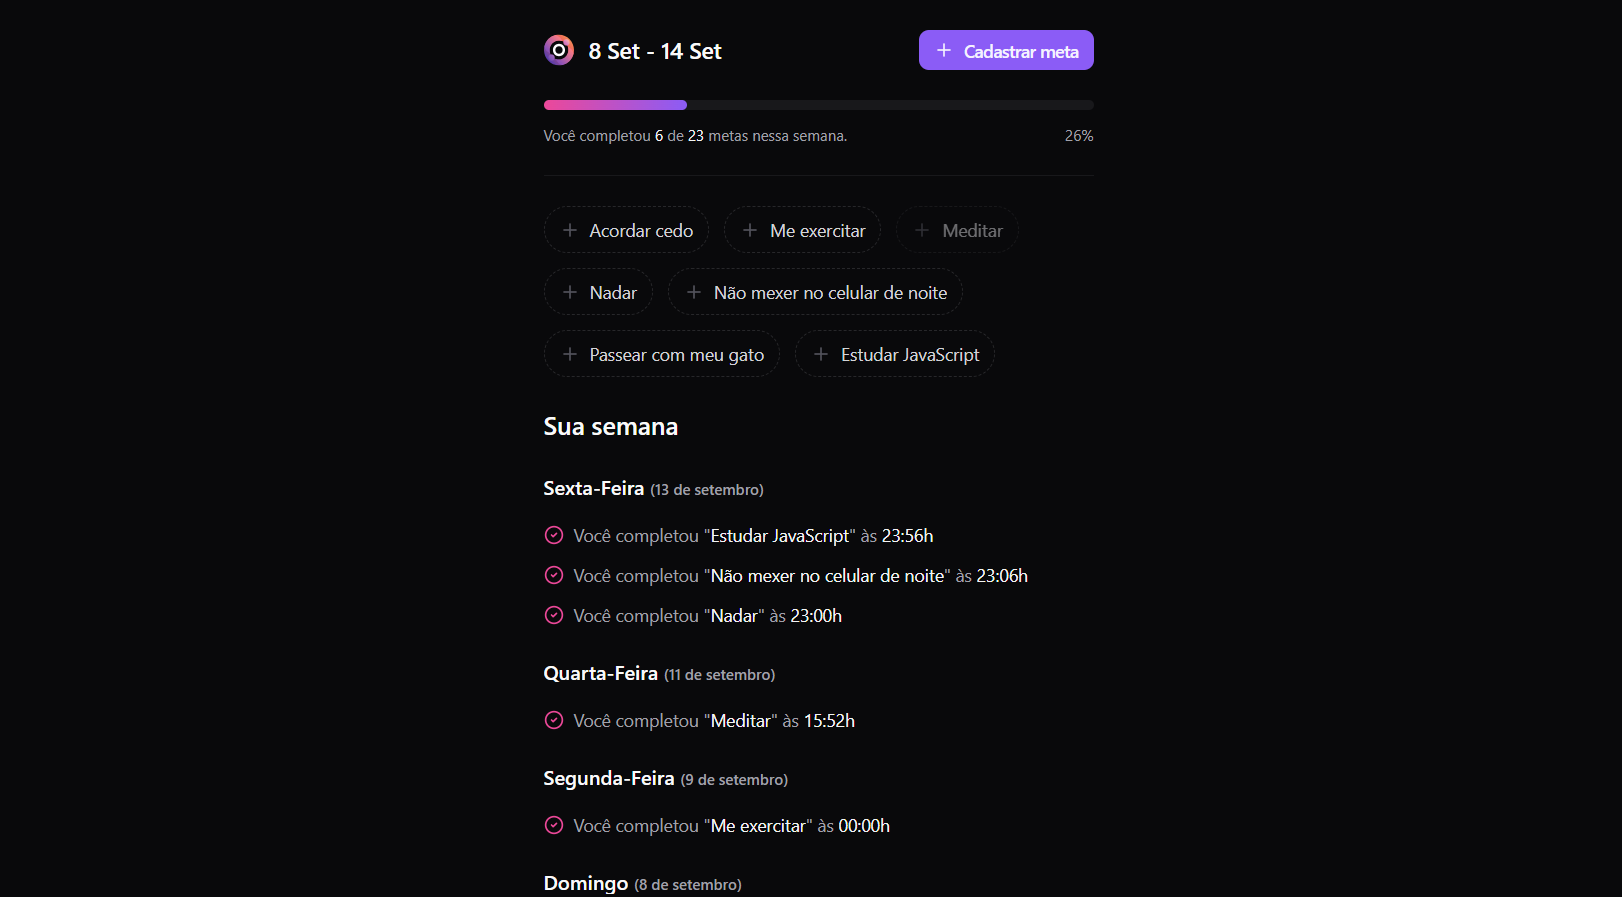 8 Set - 14 Set
Cadastrar meta
Você completou 6 de 23 metas nessa semana.
26%
Acordar cedo
Me exercitar
Meditar
Nadar
Não mexer no celular de noite
Passear com meu gato
Estudar JavaScript
Sua semana
Sexta-Feira (13 de setembro)
Você completou "Estudar JavaScript" às 23:56h
Você completou "Não mexer no celular de noite" às 23:06h
Você completou "Nadar" às 23:00h
Quarta-Feira (11 de setembro)
Você completou "Meditar" às 15:52h
Segunda-Feira (9 de setembro)
Você completou "Me exercitar" às 00:00h
Domingo (8 de setembro)